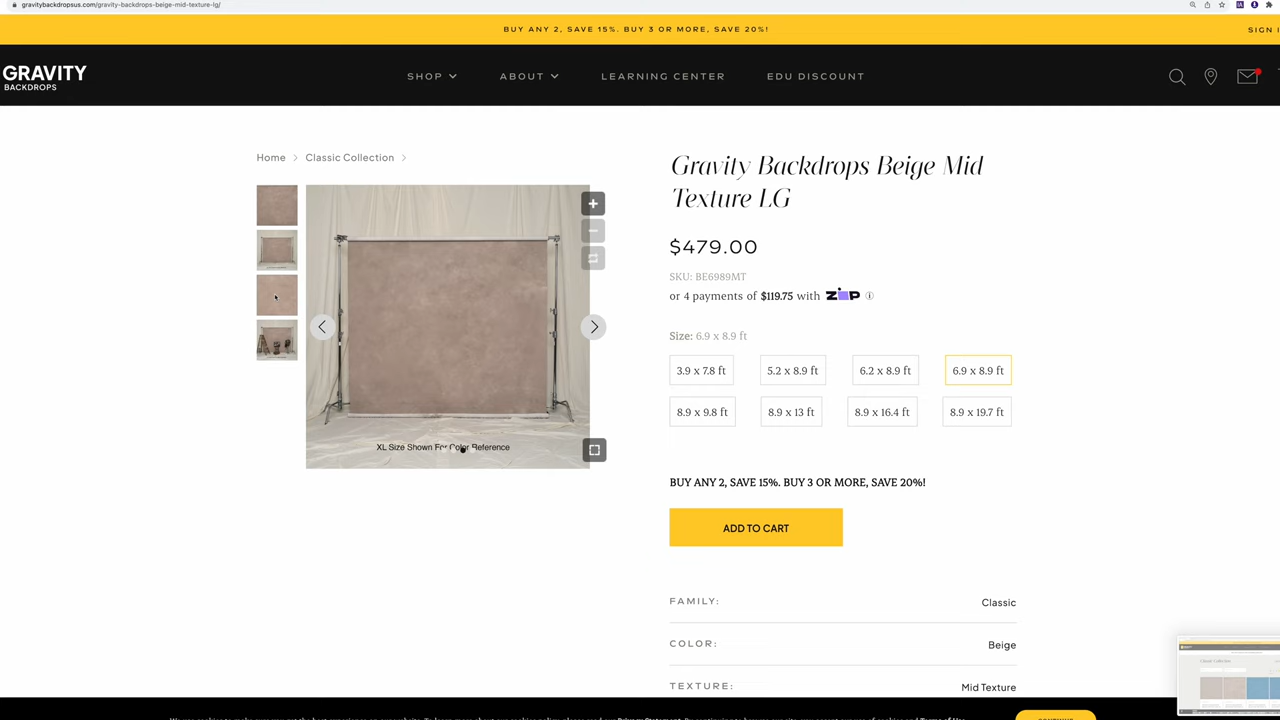 gravitybackdropsus.com/gravity-backdrops-beige-mid-texture-lg/
BUY ANY 2, SAVE 15%. BUY 3 OR MORE, SAVE 20%!
SIGN I
GRAVITY
BACKDROPS
SHOP
ABOUT
LEARNING CENTER
EDU DISCOUNT
Home
Classic Collection
Gravity Backdrops Beige Mid
Texture LG
$479.00
SKU: BE6989MT
or 4 payments of $119.75 with ZIP
Size: 6.9 x 8.9 ft
3.9 x 7.8 ft
5.2 x 8.9 ft
6.2 x 8.9 ft
6.9 x 8.9 ft
8.9 x 9.8 ft
8.9 x 13 ft
8.9 x 16.4 ft
8.9 x 19.7 ft
XL Size Shown For Color Reference
BUY ANY 2, SAVE 15%. BUY 3 OR MORE, SAVE 20%!
ADD TO CART
FAMILY:
Classic
COLOR:
Beige
TEXTURE:
Mid Texture